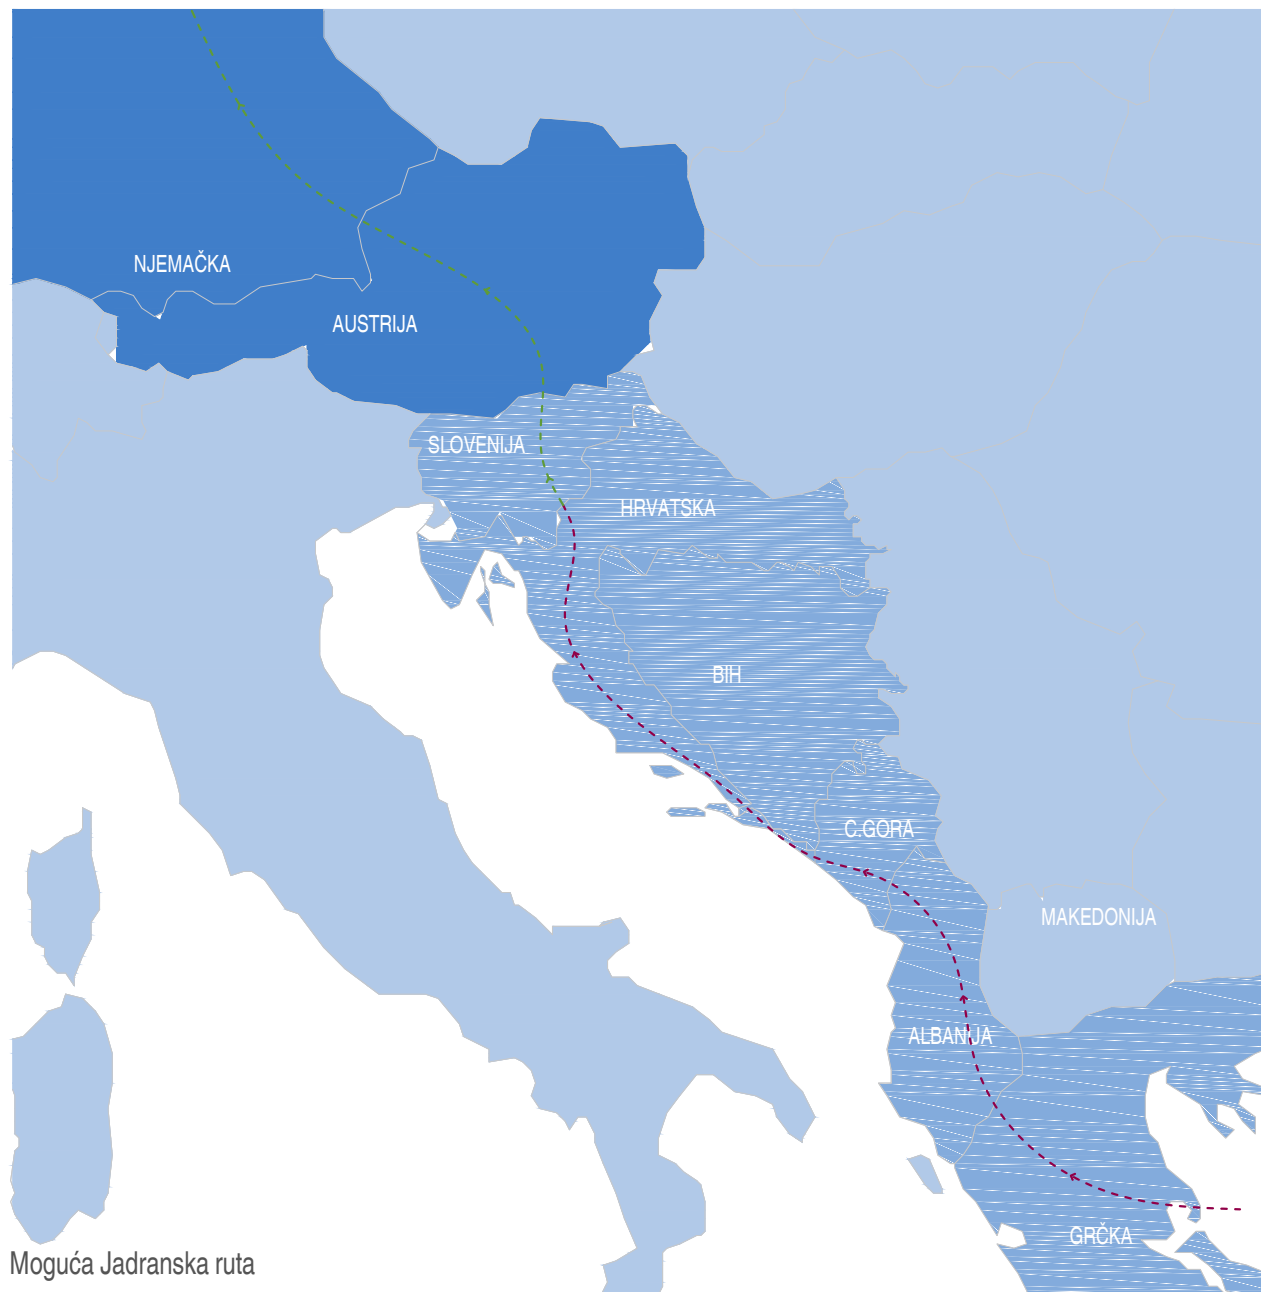 NJEMAČKA
AUSTRIJA
SLOVENIJA
HRVATSKA
BIH
C.GORA
MAKEDONIJA
ALBANIJA
GRČKA
Moguća Jadranska ruta